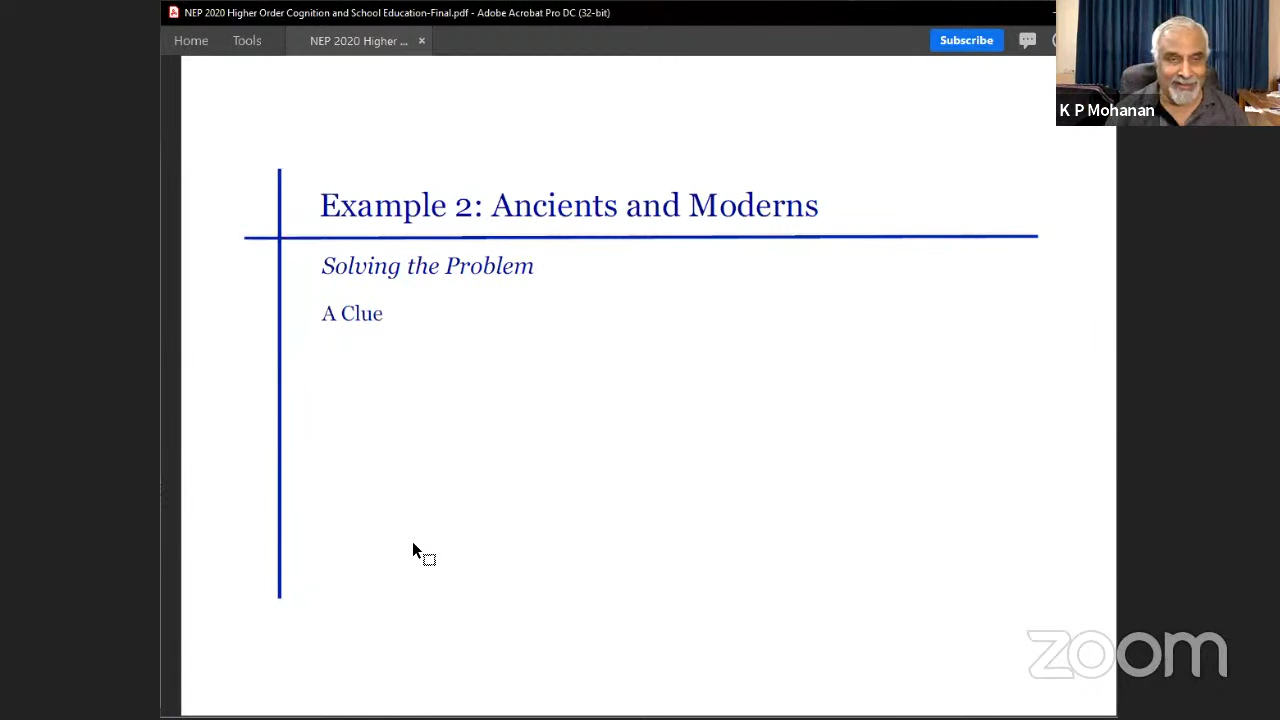 NEP 2020 Higher Order Cognition and School Education-Final.pdf - Adobe Acrobat Pro DC (32-bit)
Home Tools NEP 2020 Higher ... × Subscribe
K P Mohanan
Example 2: Ancients and Moderns
Solving the Problem
A Clue
zoom